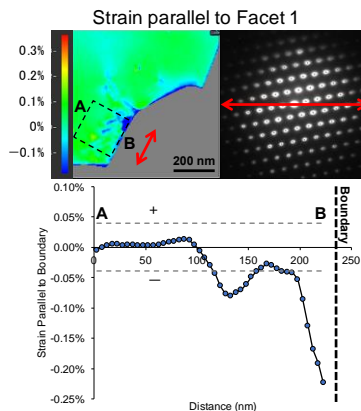 Strain parallel to Facet 1
0.3%
0.2%
0.1%
0%
−0.1%
A
B
200 nm
0.10%
0.05%
0.00%
-0.05%
-0.10%
-0.15%
-0.20%
-0.25%
Strain Parallel to Boundary
A
+
−
B
Boundary
0
50
100
150
200
250
Distance (nm)